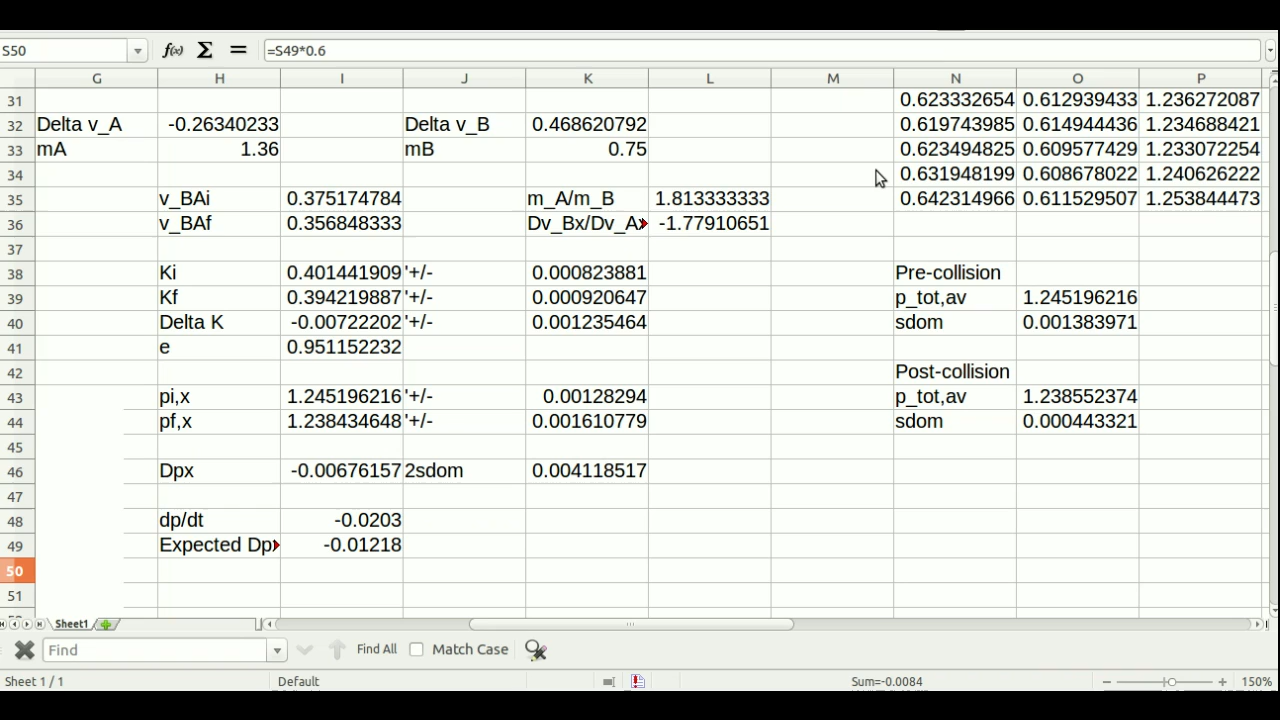 S50 f(x) Σ = =S49*0.6
G H I J K L M N O P
31 0.623332654 0.612939433 1.236272087
32 Delta v_A -0.26340233 Delta v_B 0.468620792 0.619743985 0.614944436 1.234688421
33 mA 1.36 mB 0.75 0.623494825 0.609577429 1.233072254
34 0.631948199 0.608678022 1.240626222
35 v_BAi 0.375174784 m_A/m_B 1.813333333 0.642314966 0.611529507 1.253844473
36 v_BAf 0.356848333 Dv_Bx/Dv_Ax -1.77910651
37
38 Ki 0.401441909 '+/- 0.000823881 Pre-collision
39 Kf 0.394219887 '+/- 0.000920647 p_tot,av 1.245196216
40 Delta K -0.00722202 '+/- 0.001235464 sdom 0.001383971
41 e 0.951152232
42 Post-collision
43 pi,x 1.245196216 '+/- 0.00128294 p_tot,av 1.238552374
44 pf,x 1.238434648 '+/- 0.001610779 sdom 0.000443321
45
46 Dpx -0.00676157 2sdom 0.004118517
47
48 dp/dt -0.0203
49 Expected Dpx -0.01218
50
51
Sheet1
Find Find All Match Case
Sheet 1 / 1 Default Sum=-0.0084 150%